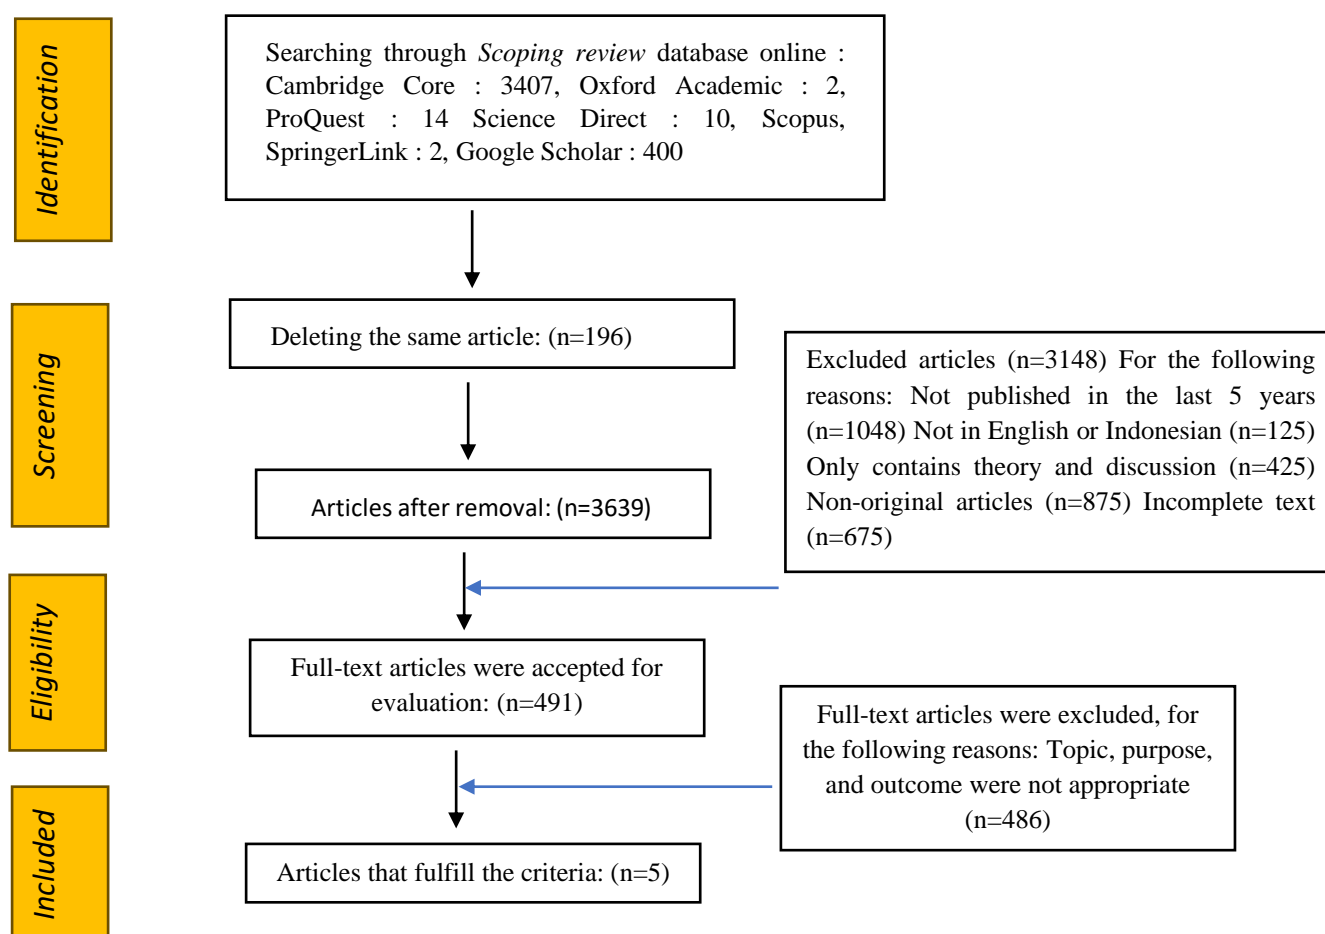 Identification
Searching through Scoping review database online :
Cambridge Core : 3407, Oxford Academic : 2,
ProQuest : 14 Science Direct : 10, Scopus,
SpringerLink : 2, Google Scholar : 400
Screening
Deleting the same article: (n=196)
Excluded articles (n=3148) For the following
reasons: Not published in the last 5 years
(n=1048) Not in English or Indonesian (n=125)
Only contains theory and discussion (n=425)
Non-original articles (n=875) Incomplete text
(n=675)
Articles after removal: (n=3639)
Eligibility
Full-text articles were accepted for
evaluation: (n=491)
Full-text articles were excluded, for
the following reasons: Topic, purpose,
and outcome were not appropriate
(n=486)
Included
Articles that fulfill the criteria: (n=5)